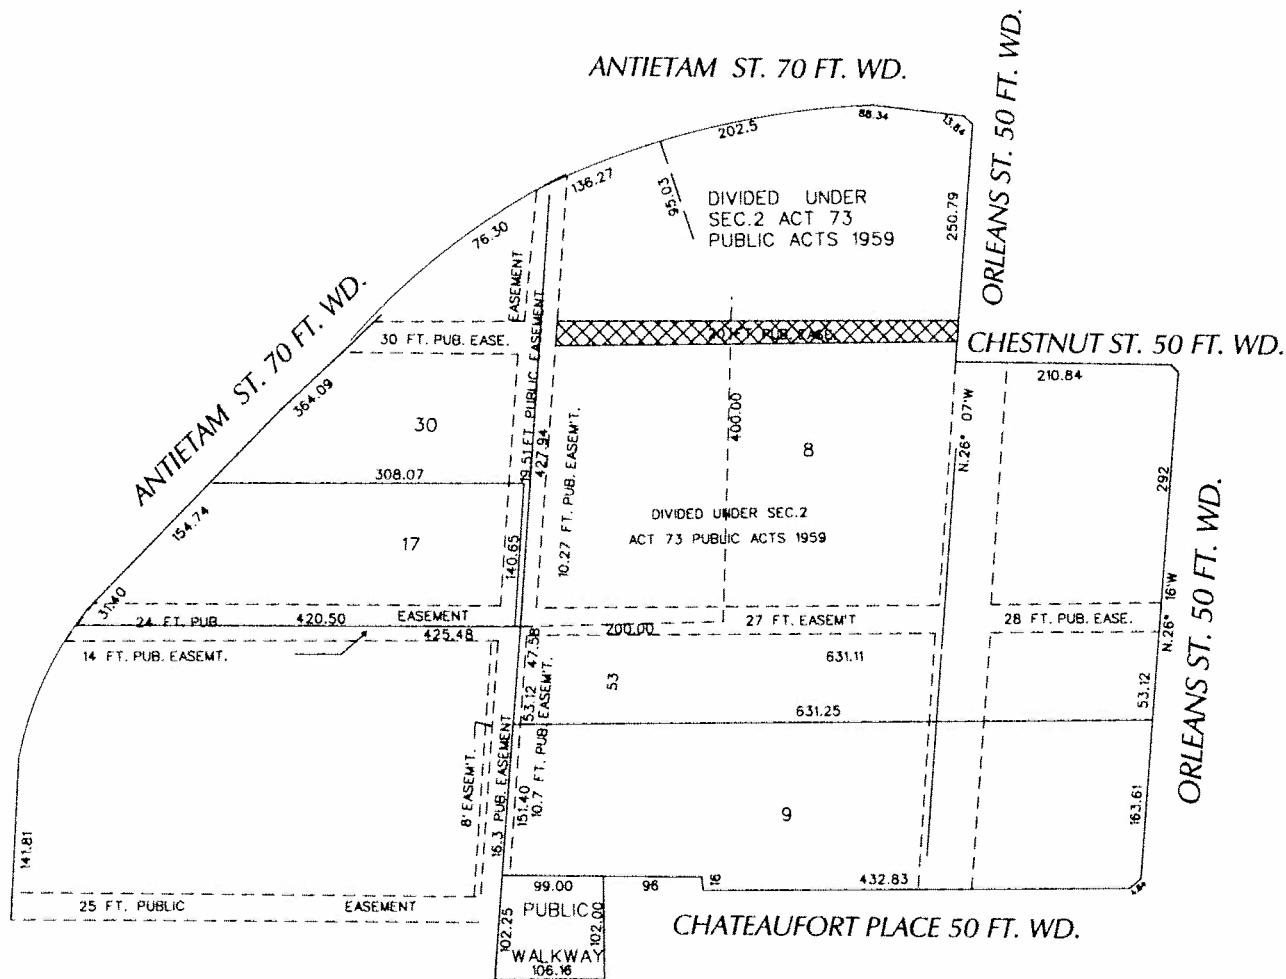 ANTIETAM ST. 70 FT. WD.
ORLEANS ST. 50 FT. WD.
88.34
13.84
202.5
136.27
95.03
DIVIDED UNDER
SEC.2 ACT 73
PUBLIC ACTS 1959
250.79
76.30
EASEMENT
ANTIETAM ST. 70 FT. WD.
30 FT. PUB. EASE.
19.51 FT. PUBLIC EASEMENT
427.94
20 FT. PUB. EASE.
CHESTNUT ST. 50 FT. WD.
210.84
364.09
30
308.07
400.00
8
N.26° 07'W
10.27 FT. PUB. EASEM'T.
292
154.74
17
140.65
DIVIDED UNDER SEC.2
ACT 73 PUBLIC ACTS 1959
ORLEANS ST. 50 FT. WD.
31.40
24 FT. PUB.
420.50
EASEMENT
425.48
14 FT. PUB. EASEMT.
200.00
27 FT. EASEM'T
28 FT. PUB. EASE.
N.26° 16'W
47.58
53.12
53
631.11
631.25
53.12
10.7 FT. PUB. EASEM'T.
151.40
16.3 PUB. EASEMENT
8' EASEM'T.
9
163.61
141.81
25 FT. PUBLIC EASEMENT
99.00
96
16
432.83
4.84
PUBLIC
WALKWAY
102.25
102.00
106.16
CHATEAUFORT PLACE 50 FT. WD.